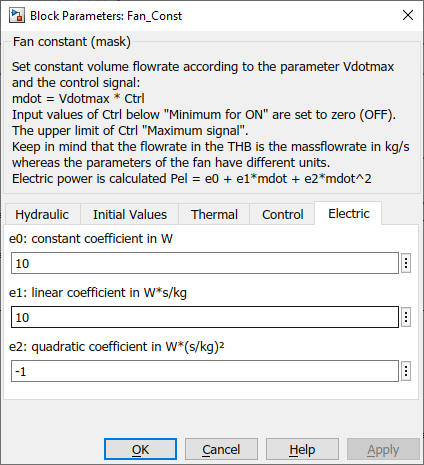 Block Parameters: Fan_Const
Fan constant (mask)
Set constant volume flowrate according to the parameter Vdotmax
and the control signal:
mdot = Vdotmax * Ctrl
Input values of Ctrl below "Minimum for ON" are set to zero (OFF).
The upper limit of Ctrl "Maximum signal".
Keep in mind that the flowrate in the THB is the massflowrate in kg/s
whereas the parameters of the fan have different units.
Electric power is calculated Pel = e0 + e1*mdot + e2*mdot^2
Hydraulic Initial Values Thermal Control Electric
e0: constant coefficient in W
10
e1: linear coefficient in W*s/kg
10
e2: quadratic coefficient in W*(s/kg)²
-1
OK Cancel Help Apply